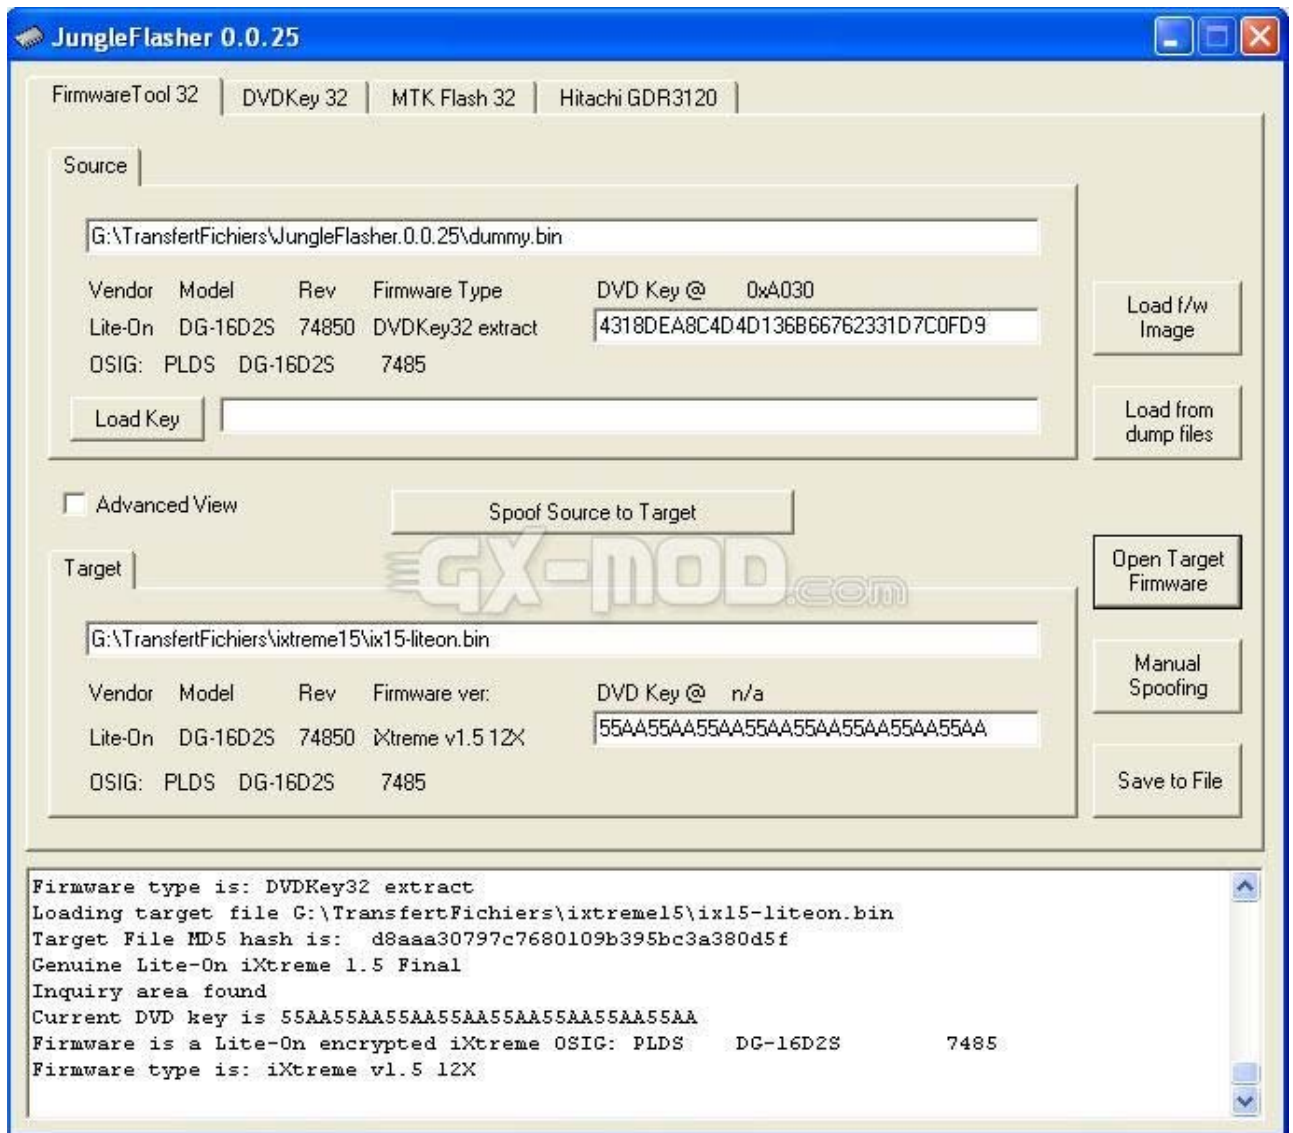 JungleFlasher 0.0.25
FirmwareTool 32 DVDKey 32 MTK Flash 32 Hitachi GDR3120
Source
G:\TransfertFichiers\JungleFlasher.0.0.25\dummy.bin
Vendor Model Rev Firmware Type DVD Key @ 0xA030
Lite-On DG-16D2S 74850 DVDKey32 extract 4318DEA8C4D4D136B66762331D7C0FD9
OSIG: PLDS DG-16D2S 7485
Load Key
Load f/w
Image
Load from
dump files
Advanced View
Spoof Source to Target
GX-MOD.com
Target
Open Target
Firmware
G:\TransfertFichiers\ixtreme15\ix15-liteon.bin
Vendor Model Rev Firmware ver: DVD Key @ n/a
Lite-On DG-16D2S 74850 iXtreme v1.5 12X 55AA55AA55AA55AA55AA55AA55AA55AA
OSIG: PLDS DG-16D2S 7485
Manual
Spoofing
Save to File
Firmware type is: DVDKey32 extract
Loading target file G:\TransfertFichiers\ixtreme15\ix15-liteon.bin
Target File MD5 hash is: d8aaa30797c7680109b395bc3a380d5f
Genuine Lite-On iXtreme 1.5 Final
Inquiry area found
Current DVD key is 55AA55AA55AA55AA55AA55AA55AA55AA
Firmware is a Lite-On encrypted iXtreme OSIG: PLDS DG-16D2S 7485
Firmware type is: iXtreme v1.5 12X